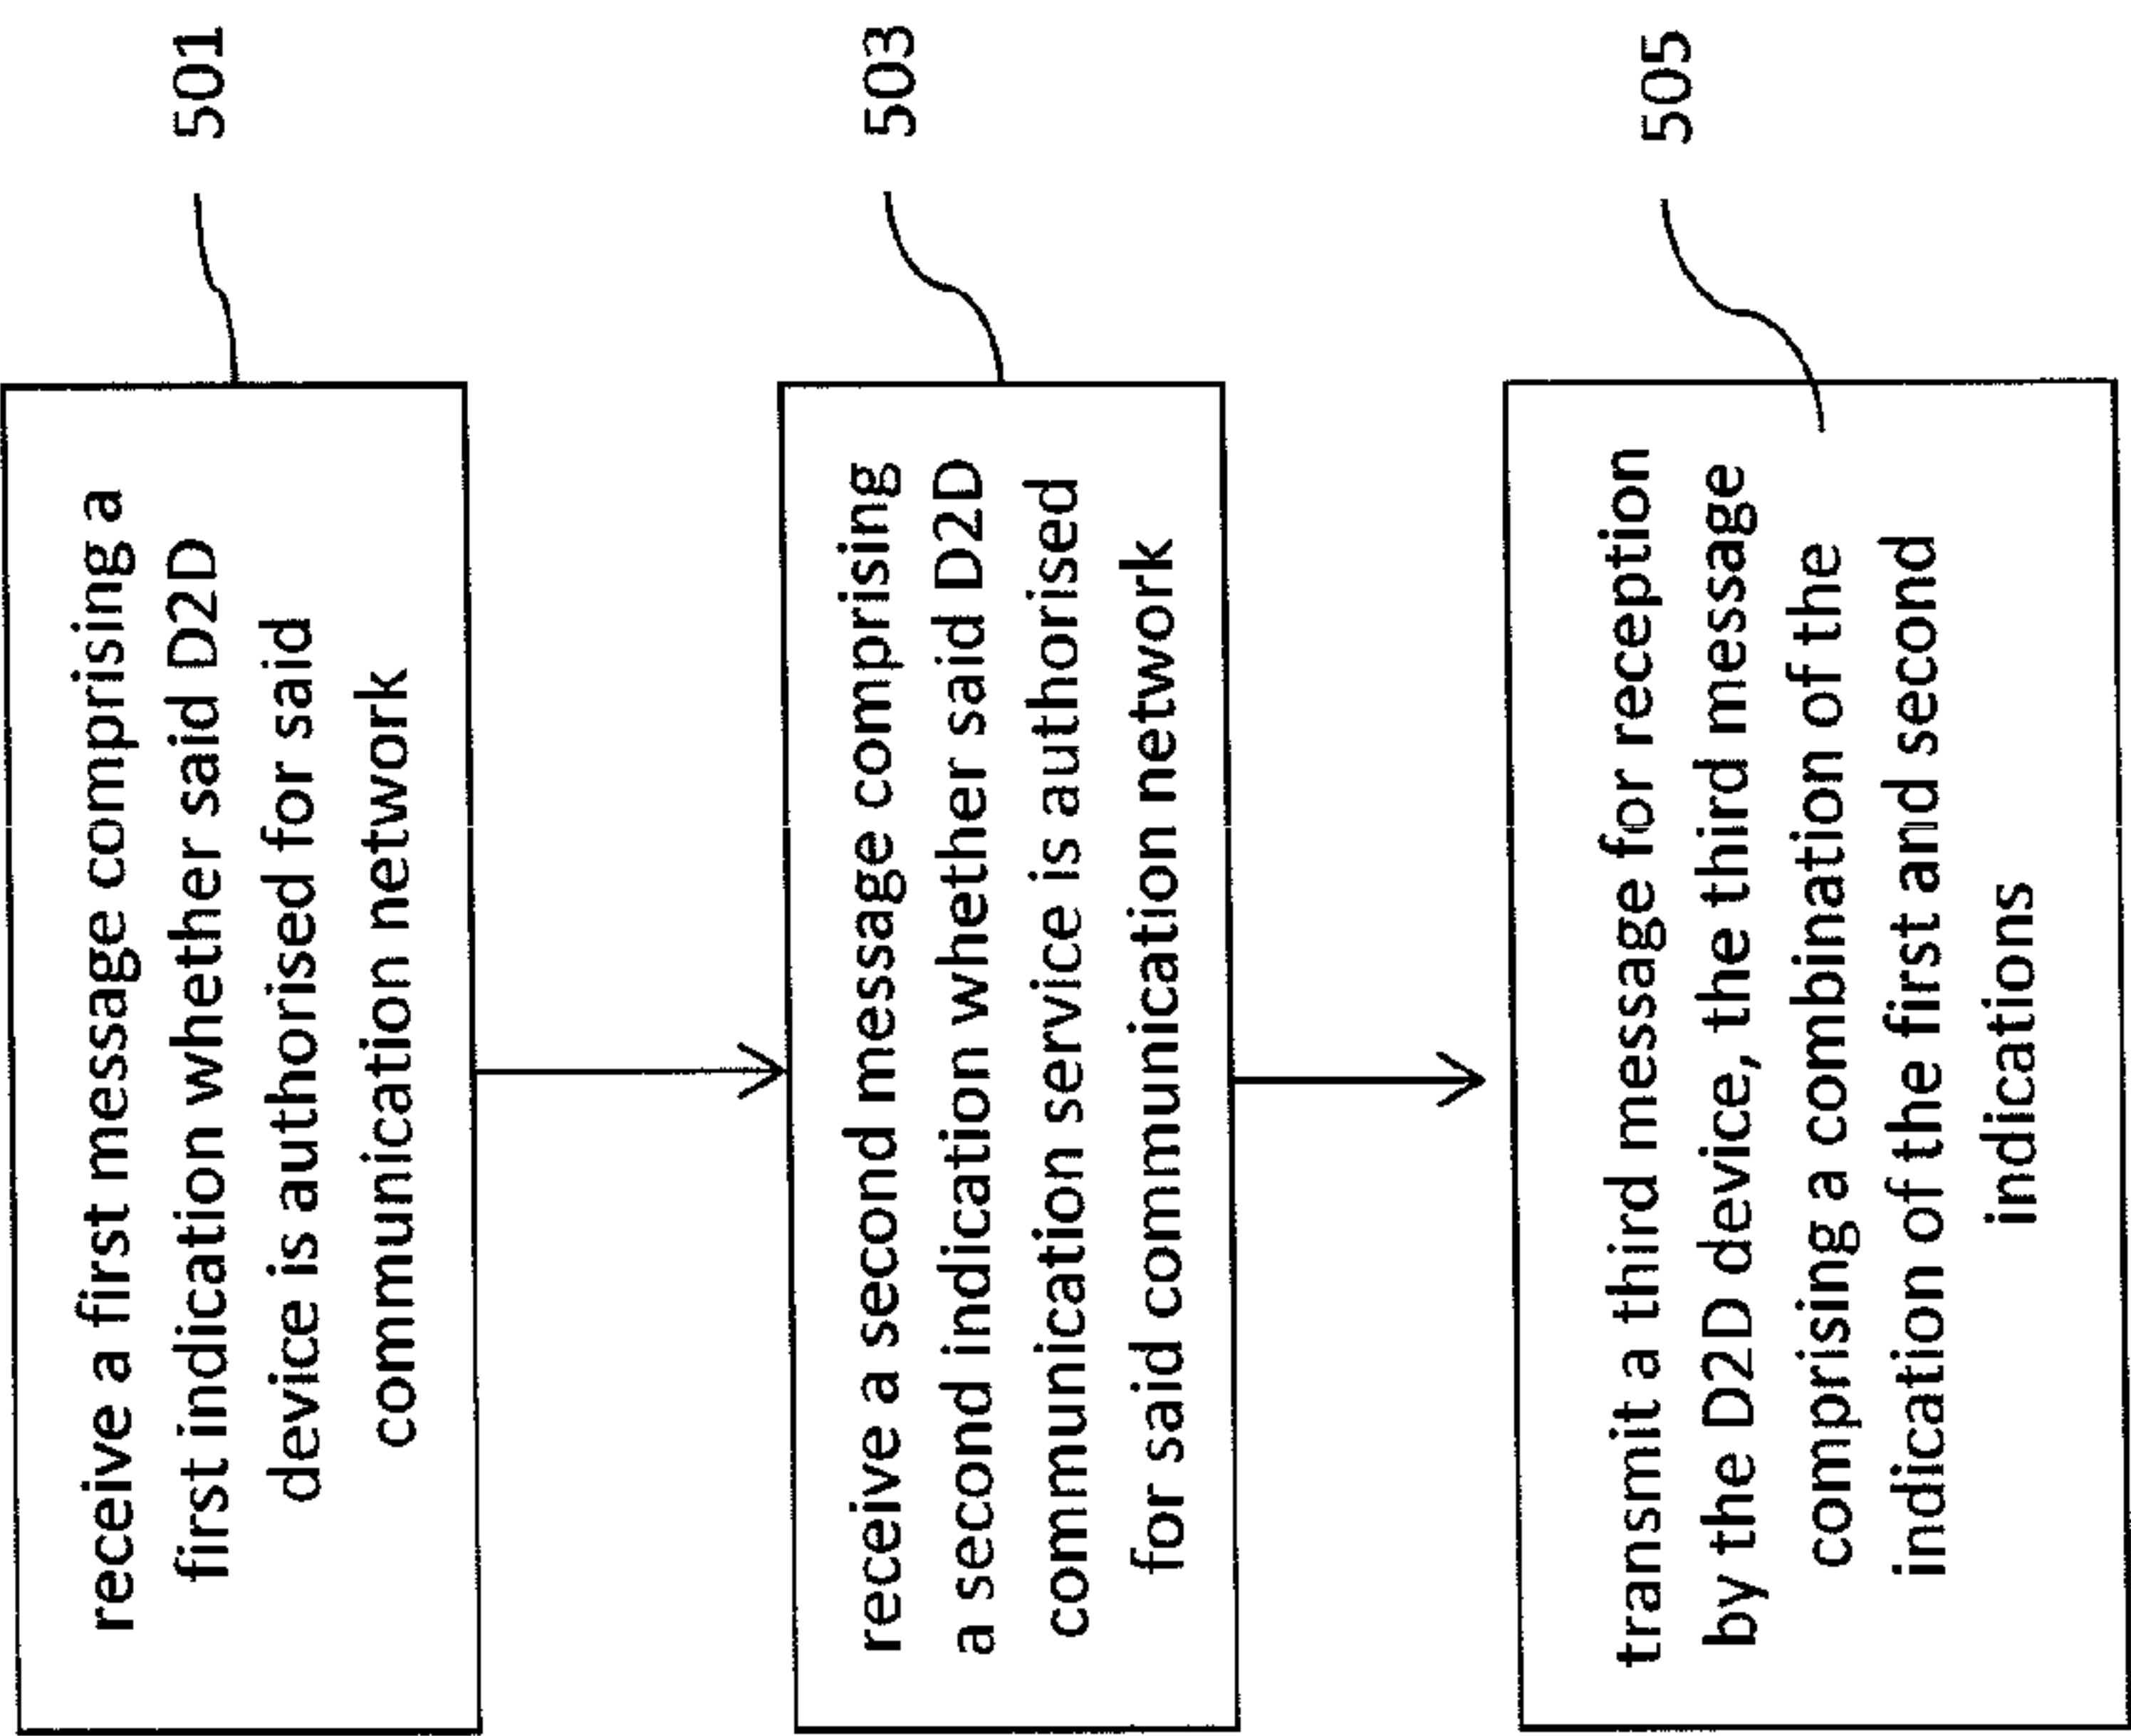 receive a first message comprising a
first indication whether said D2D
device is authorised for said
communication network
501
receive a second message comprising
a second indication whether said D2D
communication service is authorised
for said communication network
503
transmit a third message for reception
by the D2D device, the third message
comprising a combination of the
indication of the first and second
indications
505